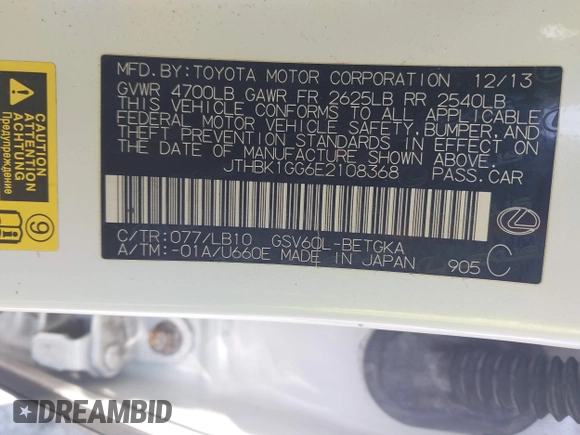 MFD.BY:TOYOTA MOTOR CORPORATION 12/13
GVWR 4700LB GAWR FR 2625LB RR 2540LB
THIS VEHICLE CONFORMS TO ALL APPLICABLE
FEDERAL MOTOR VEHICLE SAFETY,BUMPER,AND
THEFT PREVENTION STANDARDS IN EFFECT ON
THE DATE OF MANUFACTURE SHOWN ABOVE.
JTHBK1GG6E2108368 PASS.CAR
C/TR:077/LB10 GSV60L-BETGKA
A/TM:-01A/U660E MADE IN JAPAN 905 C
Предупреждение
ATTENTION
ACHTUNG
9
DREAMBID